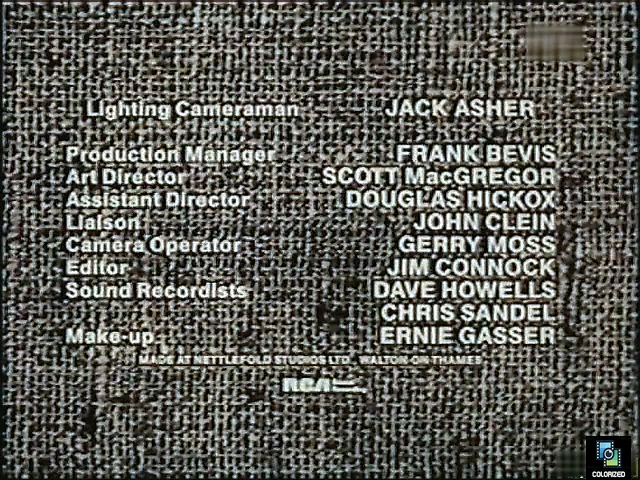 Lighting Cameraman JACK ASHER
Production Manager FRANK BEVIS
Art Director SCOTT MacGREGOR
Assistant Director DOUGLAS HICKOX
Liaison JOHN CLEIN
Camera Operator GERRY MOSS
Editor JIM CONNOCK
Sound Recordists DAVE HOWELLS
CHRIS SANDEL
Make-up ERNIE GASSER
MADE AT NETTLEFOLD STUDIOS LTD., WALTON-ON-THAMES
RCA
COLORIZED